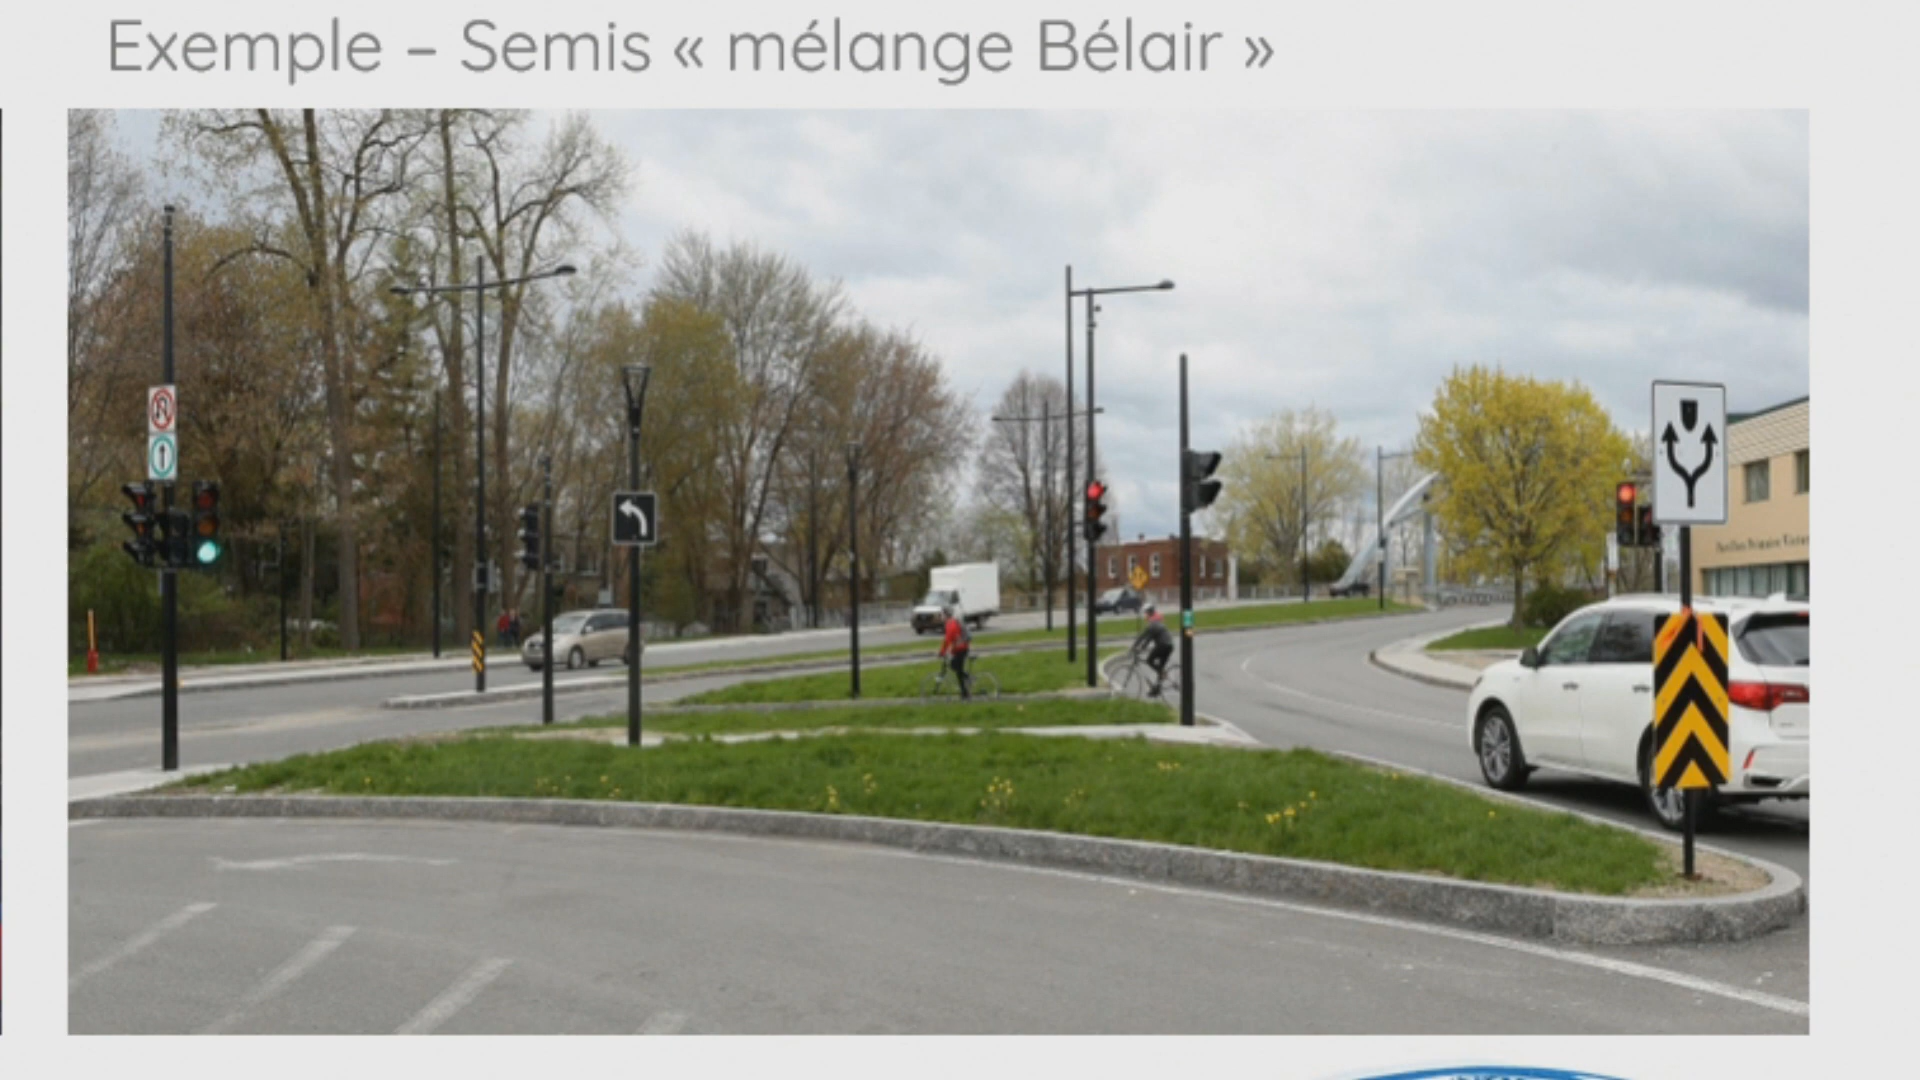 Exemple – Semis « mélange Bélair »